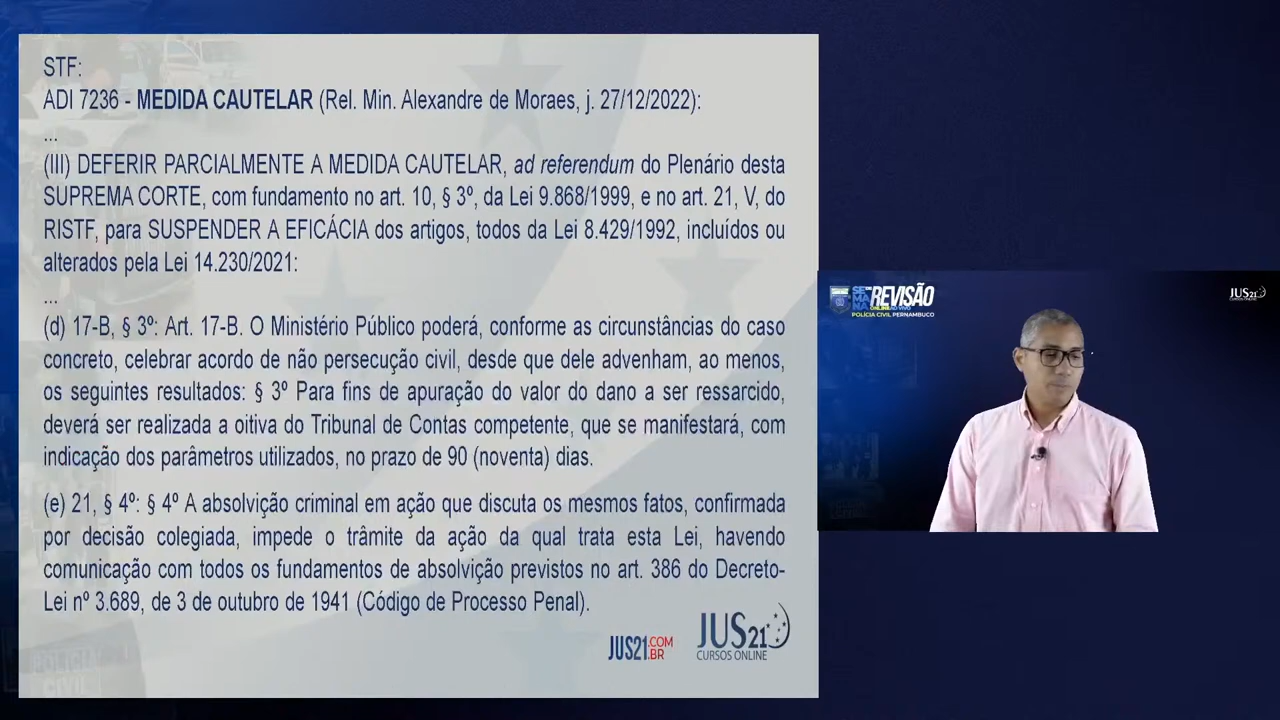 STF:
ADI 7236 - MEDIDA CAUTELAR (Rel. Min. Alexandre de Moraes, j. 27/12/2022):
...
(III) DEFERIR PARCIALMENTE A MEDIDA CAUTELAR, ad referendum do Plenário desta
SUPREMA CORTE, com fundamento no art. 10, § 3º, da Lei 9.868/1999, e no art. 21, V, do
RISTF, para SUSPENDER A EFICÁCIA dos artigos, todos da Lei 8.429/1992, incluídos ou
alterados pela Lei 14.230/2021:
...
(d) 17-B, § 3º: Art. 17-B. O Ministério Público poderá, conforme as circunstâncias do caso
concreto, celebrar acordo de não persecução civil, desde que dele advenham, ao menos,
os seguintes resultados: § 3º Para fins de apuração do valor do dano a ser ressarcido,
deverá ser realizada a oitiva do Tribunal de Contas competente, que se manifestará, com
indicação dos parâmetros utilizados, no prazo de 90 (noventa) dias.
(e) 21, § 4º: § 4º A absolvição criminal em ação que discuta os mesmos fatos, confirmada
por decisão colegiada, impede o trâmite da ação da qual trata esta Lei, havendo
comunicação com todos os fundamentos de absolvição previstos no art. 386 do Decreto-
Lei nº 3.689, de 3 de outubro de 1941 (Código de Processo Penal).
JUS21.COM.BR
JUS21
CURSOS ONLINE
SEMANA REVISÃO
ONLINE AO VIVO
POLÍCIA CIVIL PERNAMBUCO
JUS21
CURSOS ONLINE
POLÍCIA
CIVIL